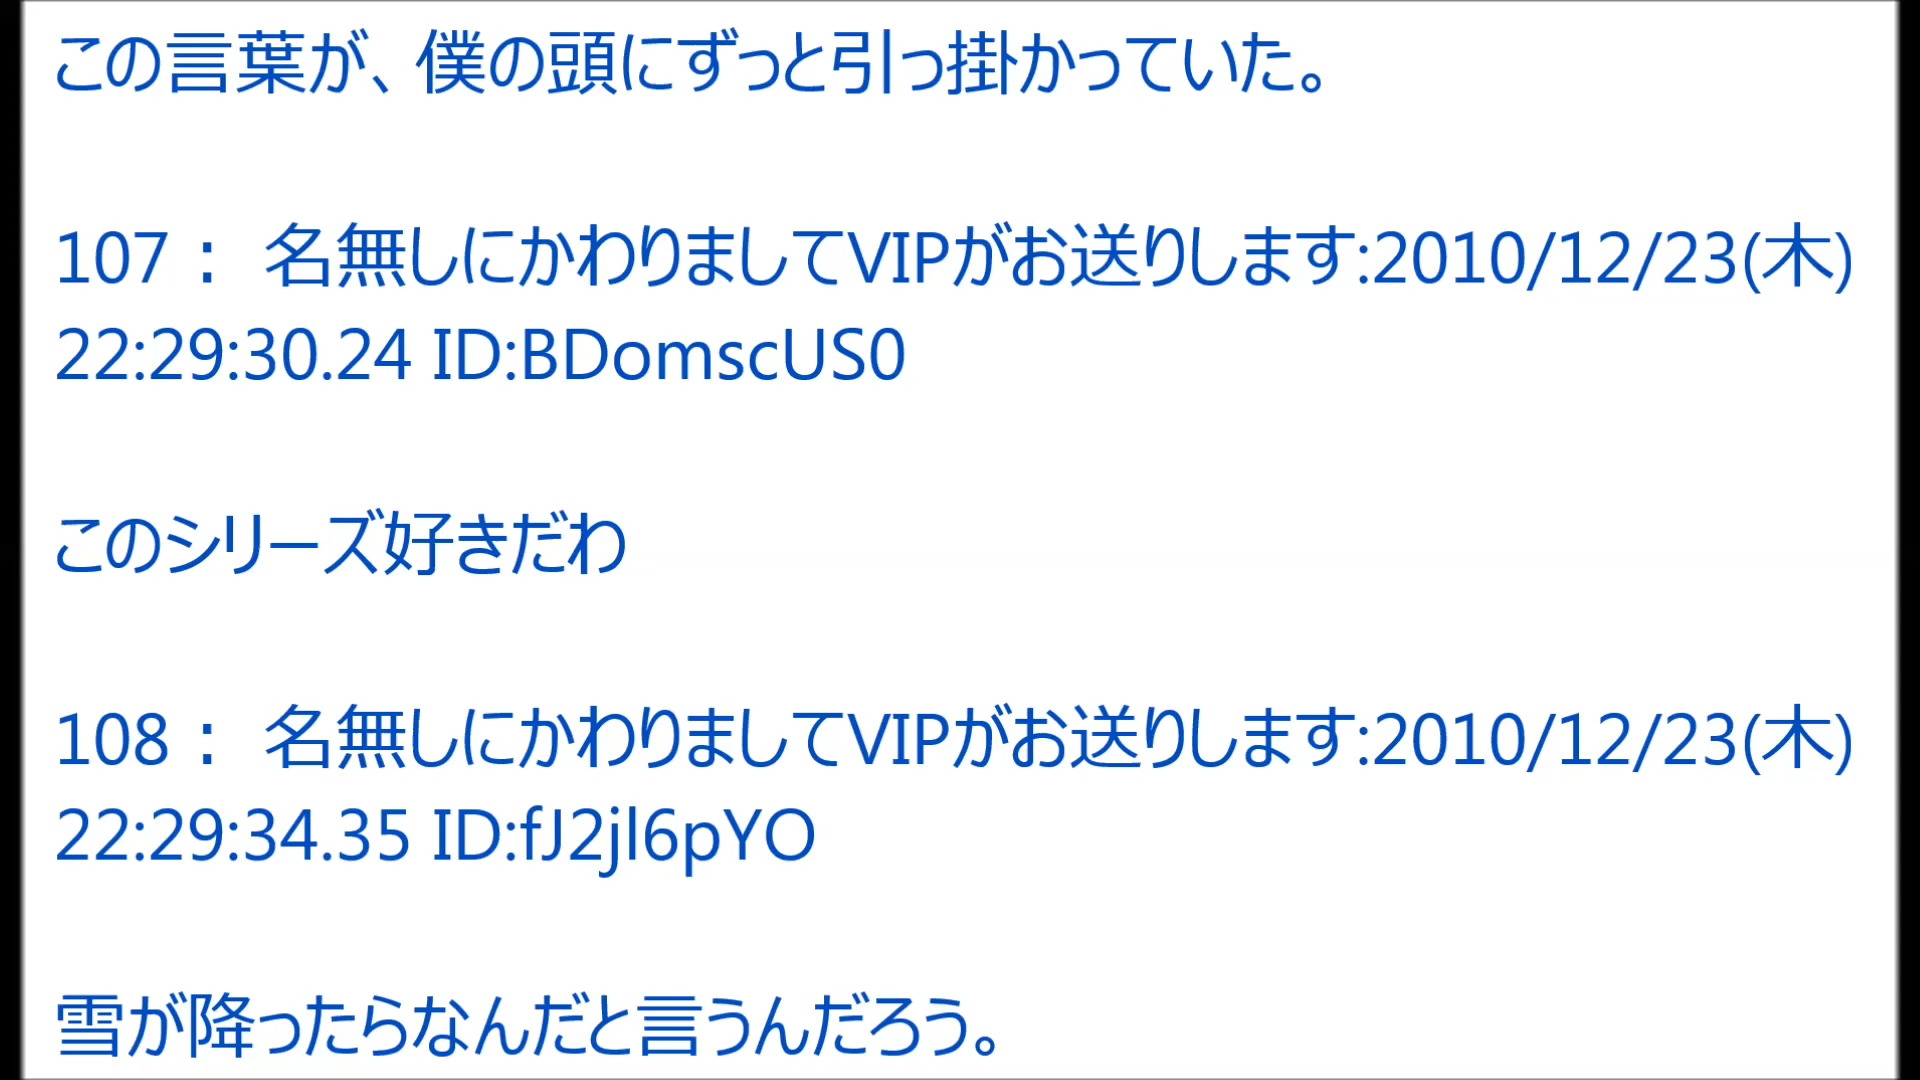 この言葉が、僕の頭にずっと引っ掛かっていた。
107： 名無しにかわりましてVIPがお送りします:2010/12/23(木)
22:29:30.24 ID:BDomscUS0
このシリーズ好きだわ
108： 名無しにかわりましてVIPがお送りします:2010/12/23(木)
22:29:34.35 ID:fJ2jl6pYO
雪が降ったらなんだと言うんだろう。